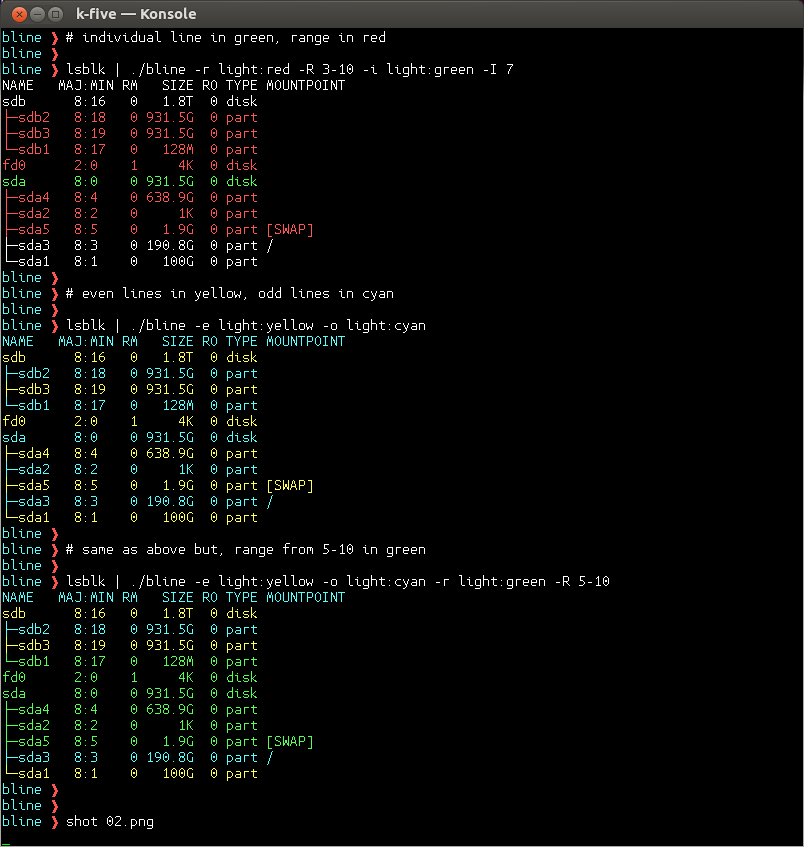 k-five — Konsole
bline ❯ # individual line in green, range in red
bline ❯
bline ❯ lsblk | ./bline -r light:red -R 3-10 -i light:green -I 7
NAME   MAJ:MIN RM   SIZE RO TYPE MOUNTPOINT
sdb      8:16   0   1.8T  0 disk
├─sdb2   8:18   0 931.5G  0 part
├─sdb3   8:19   0 931.5G  0 part
└─sdb1   8:17   0   128M  0 part
fd0      2:0    1     4K  0 disk
sda      8:0    0 931.5G  0 disk
├─sda4   8:4    0 638.9G  0 part
├─sda2   8:2    0     1K  0 part
├─sda5   8:5    0   1.9G  0 part [SWAP]
├─sda3   8:3    0 190.8G  0 part /
└─sda1   8:1    0   100G  0 part
bline ❯
bline ❯ # even lines in yellow, odd lines in cyan
bline ❯
bline ❯ lsblk | ./bline -e light:yellow -o light:cyan
NAME   MAJ:MIN RM   SIZE RO TYPE MOUNTPOINT
sdb      8:16   0   1.8T  0 disk
├─sdb2   8:18   0 931.5G  0 part
├─sdb3   8:19   0 931.5G  0 part
└─sdb1   8:17   0   128M  0 part
fd0      2:0    1     4K  0 disk
sda      8:0    0 931.5G  0 disk
├─sda4   8:4    0 638.9G  0 part
├─sda2   8:2    0     1K  0 part
├─sda5   8:5    0   1.9G  0 part [SWAP]
├─sda3   8:3    0 190.8G  0 part /
└─sda1   8:1    0   100G  0 part
bline ❯
bline ❯ # same as above but, range from 5-10 in green
bline ❯
bline ❯ lsblk | ./bline -e light:yellow -o light:cyan -r light:green -R 5-10
NAME   MAJ:MIN RM   SIZE RO TYPE MOUNTPOINT
sdb      8:16   0   1.8T  0 disk
├─sdb2   8:18   0 931.5G  0 part
├─sdb3   8:19   0 931.5G  0 part
└─sdb1   8:17   0   128M  0 part
fd0      2:0    1     4K  0 disk
sda      8:0    0 931.5G  0 disk
├─sda4   8:4    0 638.9G  0 part
├─sda2   8:2    0     1K  0 part
├─sda5   8:5    0   1.9G  0 part [SWAP]
├─sda3   8:3    0 190.8G  0 part /
└─sda1   8:1    0   100G  0 part
bline ❯
bline ❯
bline ❯ shot 02.png